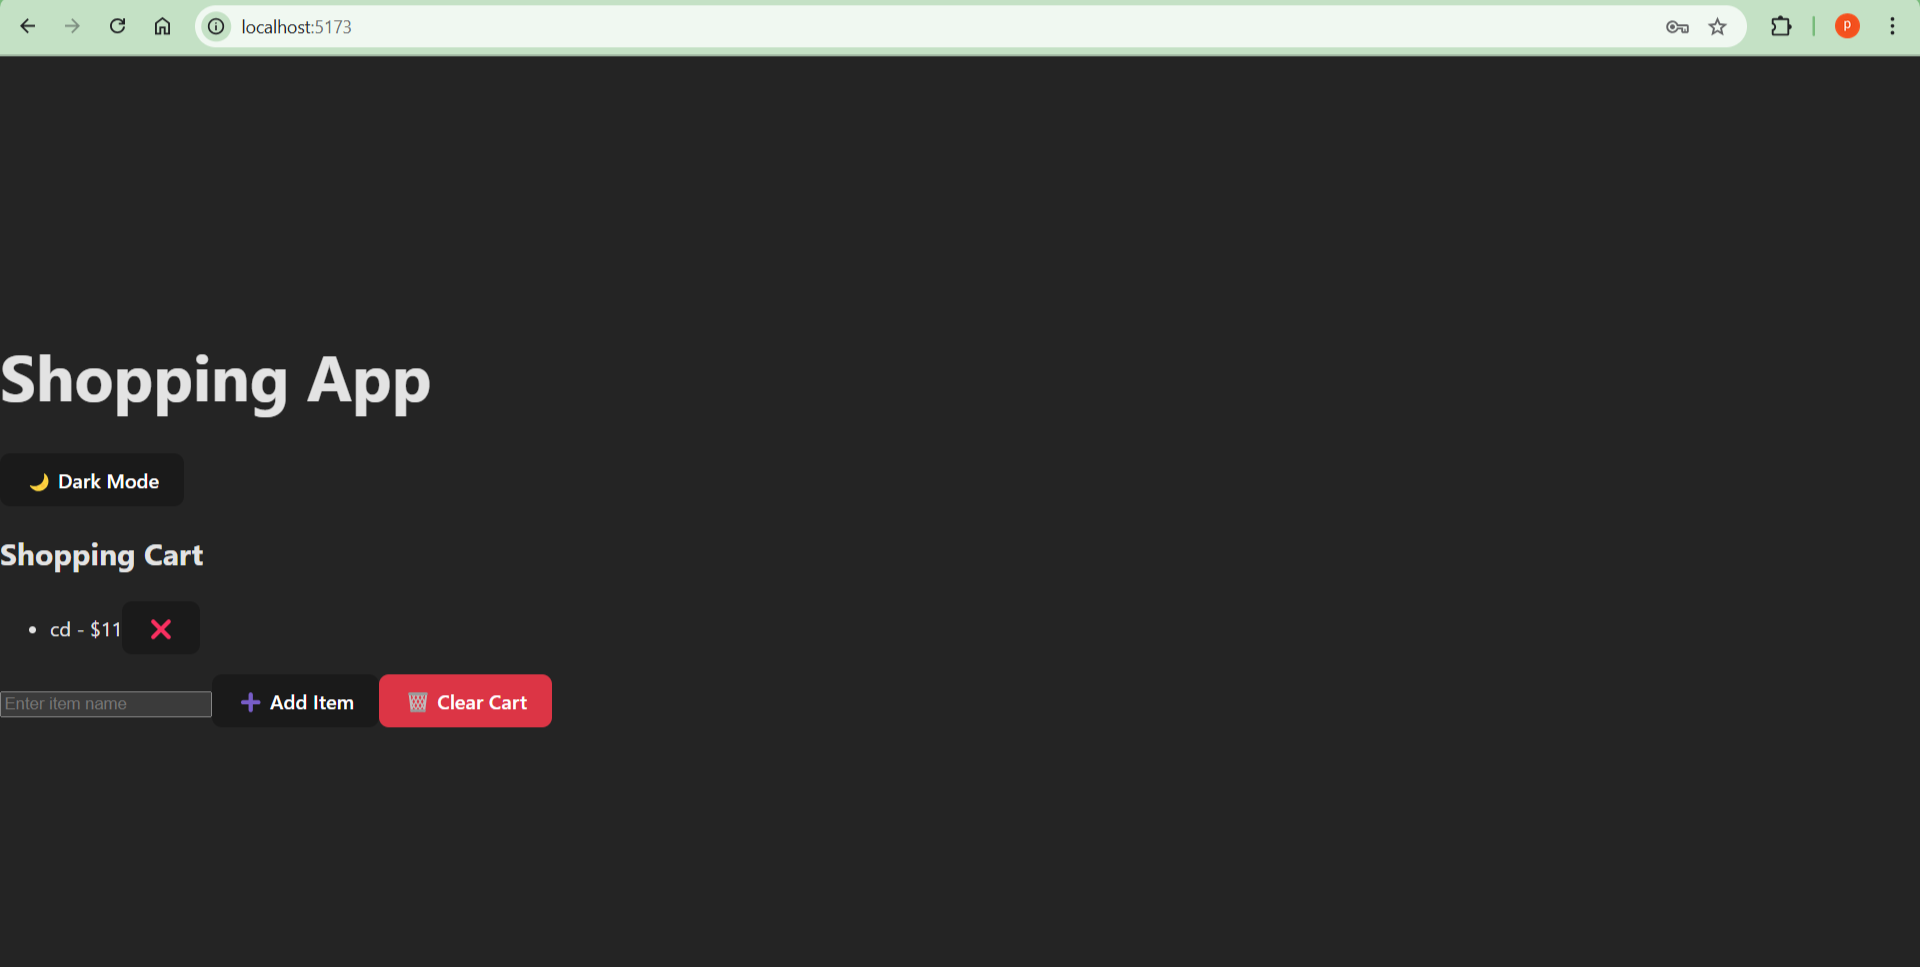 localhost:5173
P
Shopping App
🌙 Dark Mode
Shopping Cart
• cd - $11 ❌
Enter item name ➕ Add Item 🗑️ Clear Cart